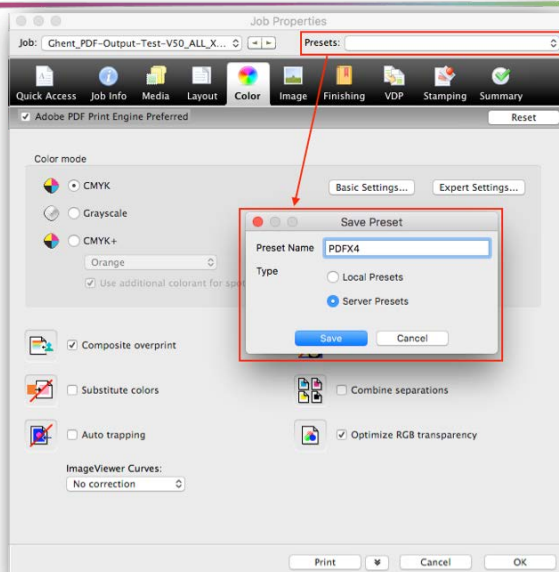 Job Properties
Job: Ghent_PDF-Output-Test-V50_ALL_X... Presets:
Quick Access Job Info Media Layout Color Image Finishing VDP Stamping Summary
Adobe PDF Print Engine Preferred Reset
Color mode
CMYK Basic Settings... Expert Settings...
Grayscale
CMYK+
Orange
Use additional colorant for spot
Save Preset
Preset Name PDFX4
Type Local Presets
Server Presets
Save Cancel
Composite overprint
Substitute colors Combine separations
Auto trapping Optimize RGB transparency
ImageViewer Curves:
No correction
Print Cancel OK